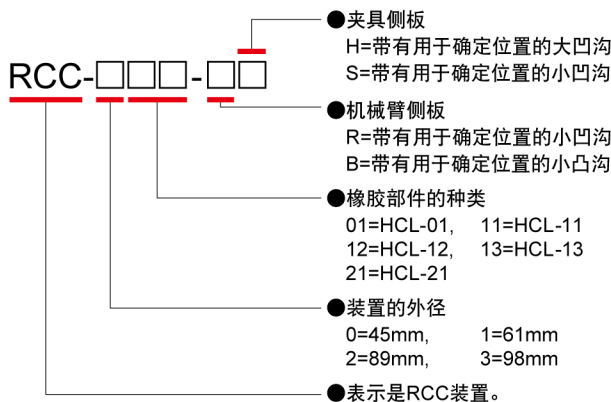 ●夹具侧板
H=带有用于确定位置的大凹沟
S=带有用于确定位置的小凹沟
RCC-□□□-□□
●机械臂侧板
R=带有用于确定位置的小凹沟
B=带有用于确定位置的小凸沟
●橡胶部件的种类
01=HCL-01, 11=HCL-11
12=HCL-12, 13=HCL-13
21=HCL-21
●装置的外径
0=45mm, 1=61mm
2=89mm, 3=98mm
●表示是RCC装置。